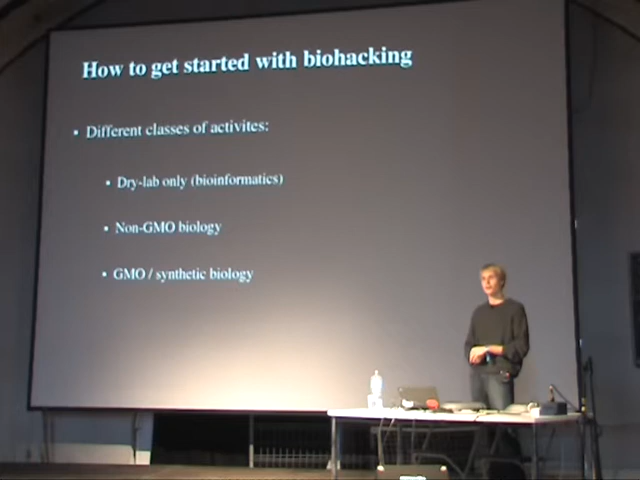 How to get started with biohacking
• Different classes of activites:
• Dry-lab only (bioinformatics)
• Non-GMO biology
• GMO / synthetic biology